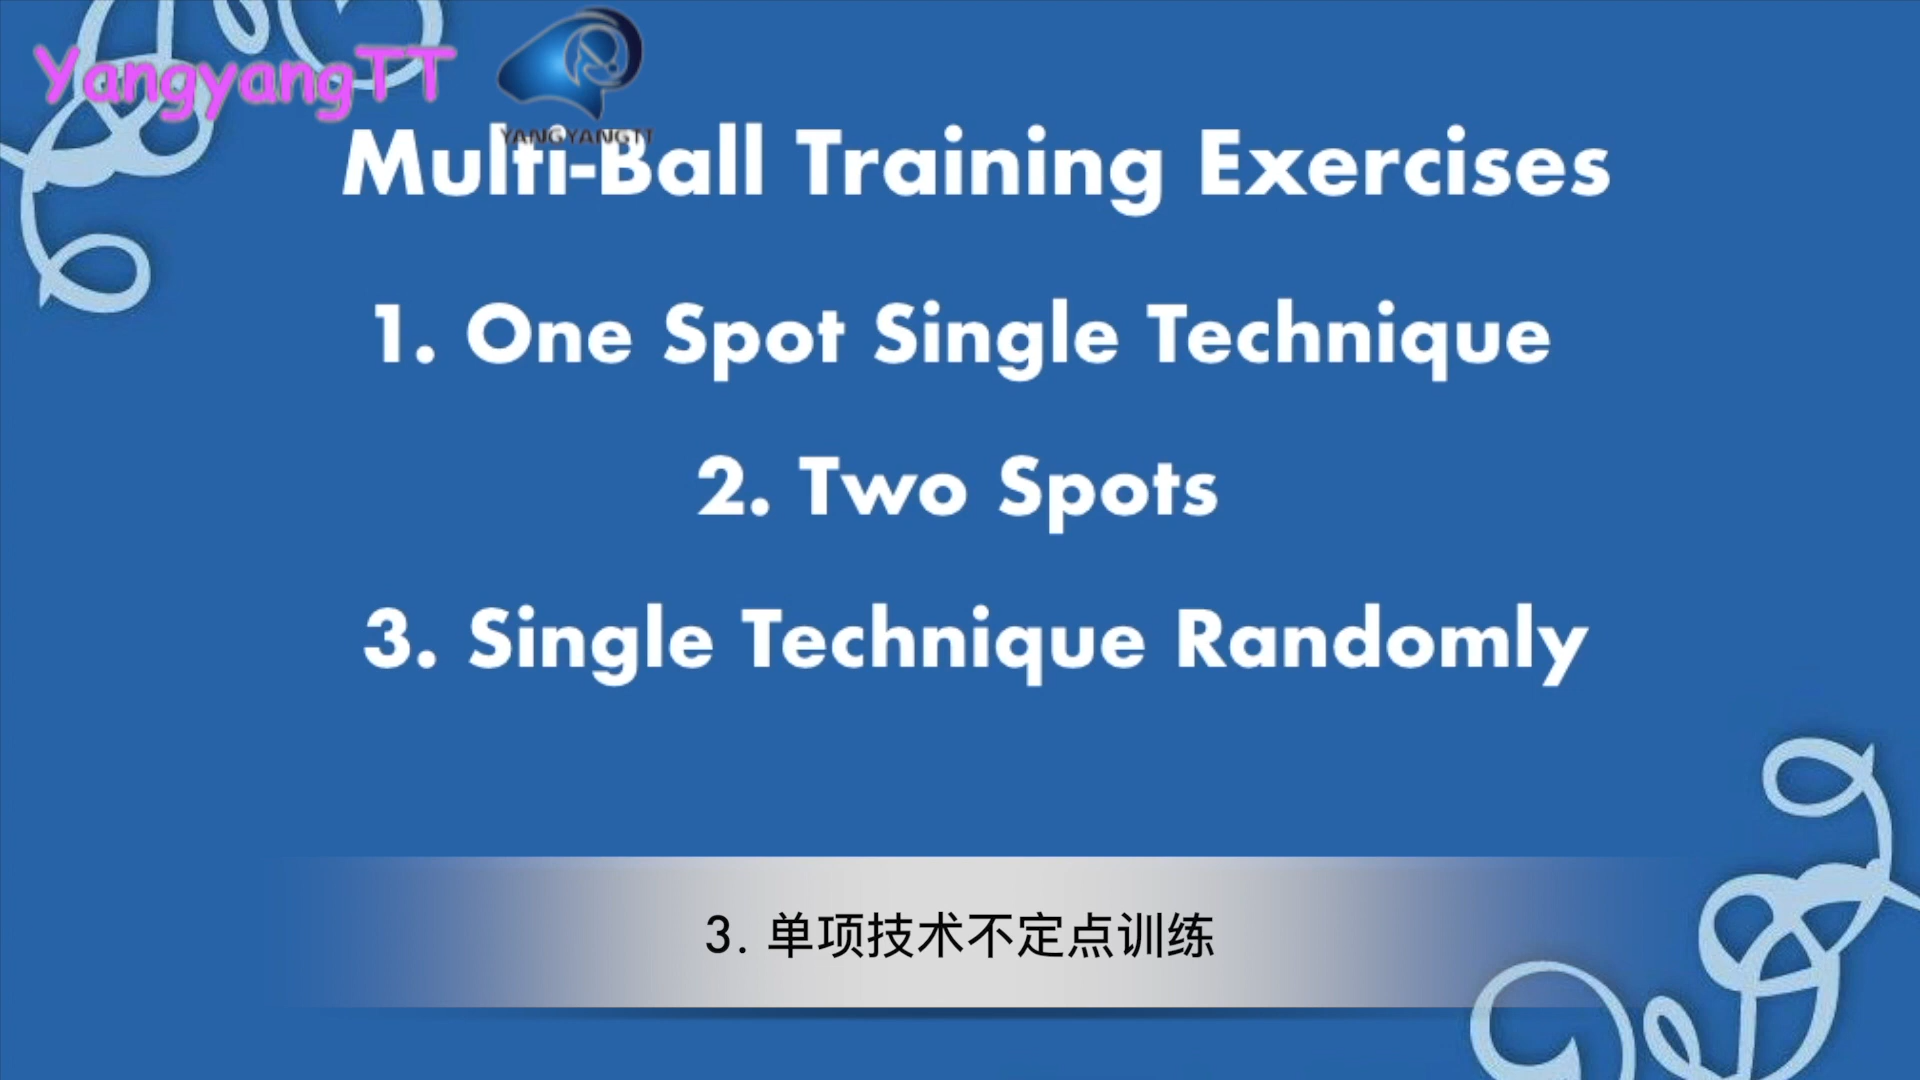 YangyangTT
YANGYANGTT
Multi-Ball Training Exercises
1. One Spot Single Technique
2. Two Spots
3. Single Technique Randomly
3. 单项技术不定点训练